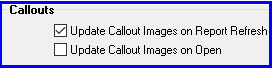 Callouts
Update Callout Images on Report Refresh
Update Callout Images on Open